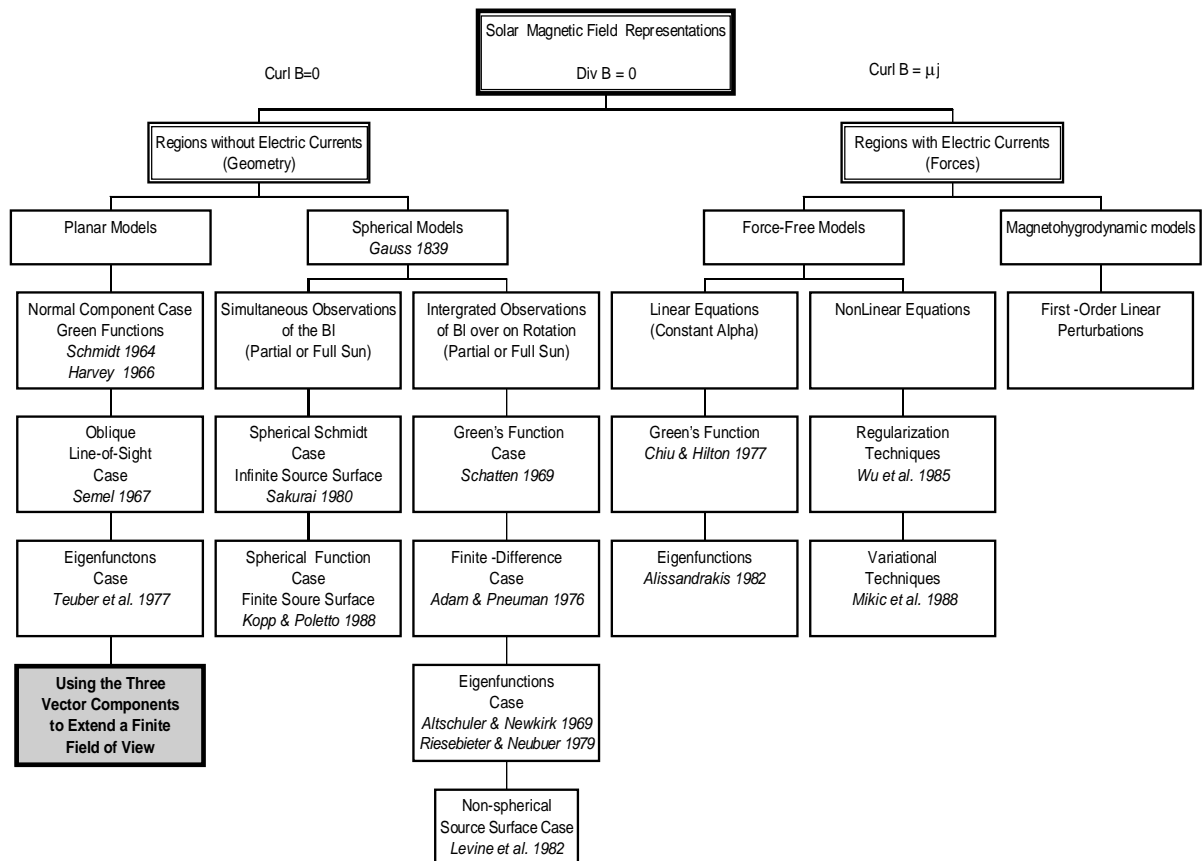 Solar Magnetic Field Representations
Curl B=0
Div B = 0
Curl B = μj
Regions without Electric Currents
(Geometry)
Regions with Electric Currents
(Forces)
Planar Models
Spherical Models
Gauss 1839
Force-Free Models
Magnetohygrodynamic models
Normal Component Case
Green Functions
Schmidt 1964
Harvey 1966
Simultaneous Observations
of the Bl
(Partial or Full Sun)
Intergrated Observations
of Bl over on Rotation
(Partial or Full Sun)
Linear Equations
(Constant Alpha)
NonLinear Equations
First -Order Linear
Perturbations
Oblique
Line-of-Sight
Case
Semel 1967
Spherical Schmidt
Case
Infinite Source Surface
Sakurai 1980
Green's Function
Case
Schatten 1969
Green's Function
Chiu & Hilton 1977
Regularization
Techniques
Wu et al. 1985
Eigenfunctons
Case
Teuber et al. 1977
Spherical Function
Case
Finite Soure Surface
Kopp & Poletto 1988
Finite -Difference
Case
Adam & Pneuman 1976
Eigenfunctions
Alissandrakis 1982
Variational
Techniques
Mikic et al. 1988
Using the Three
Vector Components
to Extend a Finite
Field of View
Eigenfunctions
Case
Altschuler & Newkirk 1969
Riesebieter & Neubuer 1979
Non-spherical
Source Surface Case
Levine et al. 1982